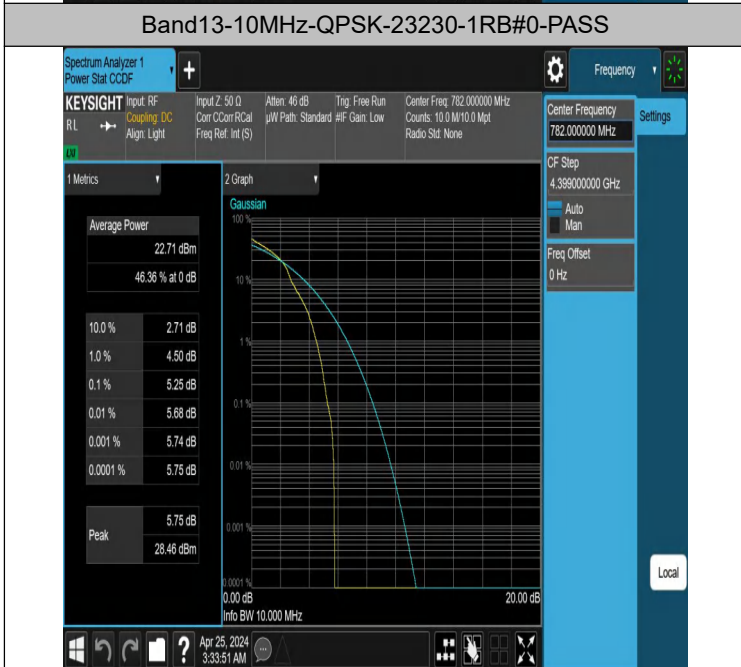 Band13-10MHz-QPSK-23230-1RB#0-PASS
Spectrum Analyzer 1
Power Stat CCDF
+
Frequency
KEYSIGHT
RL
Input: RF
Coupling: DC
Align: Light
Input Z: 50 Ω
Corr CCorr RCal
Freq Ref: Int (S)
Atten: 46 dB
µW Path: Standard
Trig: Free Run
#IF Gain: Low
Center Freq: 782.000000 MHz
Counts: 10.0 M/10.0 Mpt
Radio Std: None
Center Frequency
782.000000 MHz
Settings
CF Step
4.399000000 GHz
Auto
Man
Freq Offset
0 Hz
1 Metrics
Average Power
22.71 dBm
46.36 % at 0 dB
10.0 % 2.71 dB
1.0 % 4.50 dB
0.1 % 5.25 dB
0.01 % 5.68 dB
0.001 % 5.74 dB
0.0001 % 5.75 dB
Peak
5.75 dB
28.46 dBm
2 Graph
Gaussian
100 %
10 %
1 %
0.1 %
0.01 %
0.001 %
0.0001 %
0.00 dB
20.00 dB
Info BW 10.000 MHz
Local
?
Apr 25, 2024
3:33:51 AM